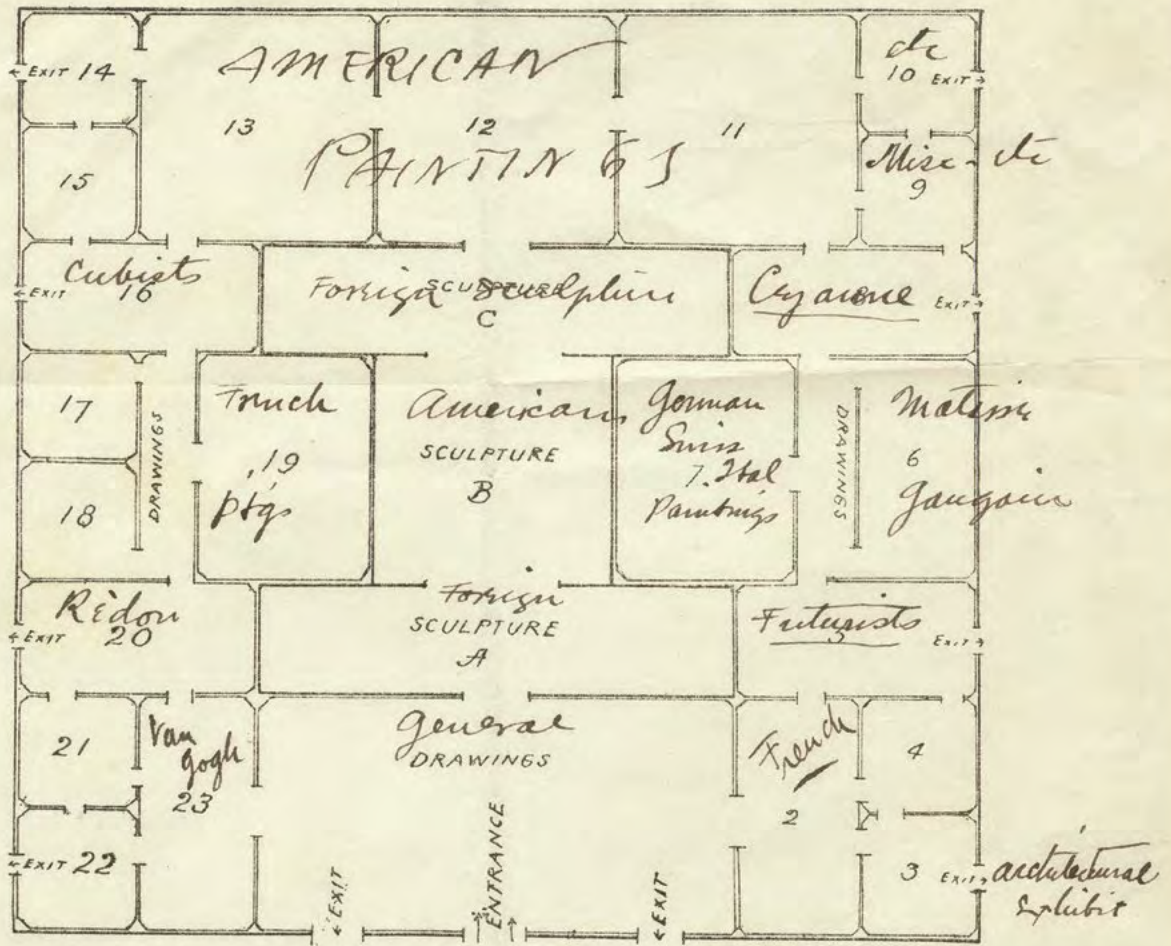 ← EXIT 14
AMERICAN
etc
10 EXIT →
13
12
11
PAINTINGS
Misc - etc
9
15
Cubists
← EXIT 16
Foreign Sculpture
SCULPTURE
C
Cezanne
EXIT →
17
DRAWINGS
French
19
ptgs
American
SCULPTURE
B
German
Swiss
7. Ital
Paintings
DRAWINGS
Matisse
6
Gauguin
18
Redon
← EXIT 20
Foreign
SCULPTURE
A
Futurists
EXIT →
21
Van
Gogh
23
General
DRAWINGS
French
2
4
← EXIT 22
← EXIT
ENTRANCE
← EXIT
3 EXIT →
architectural
Exhibit